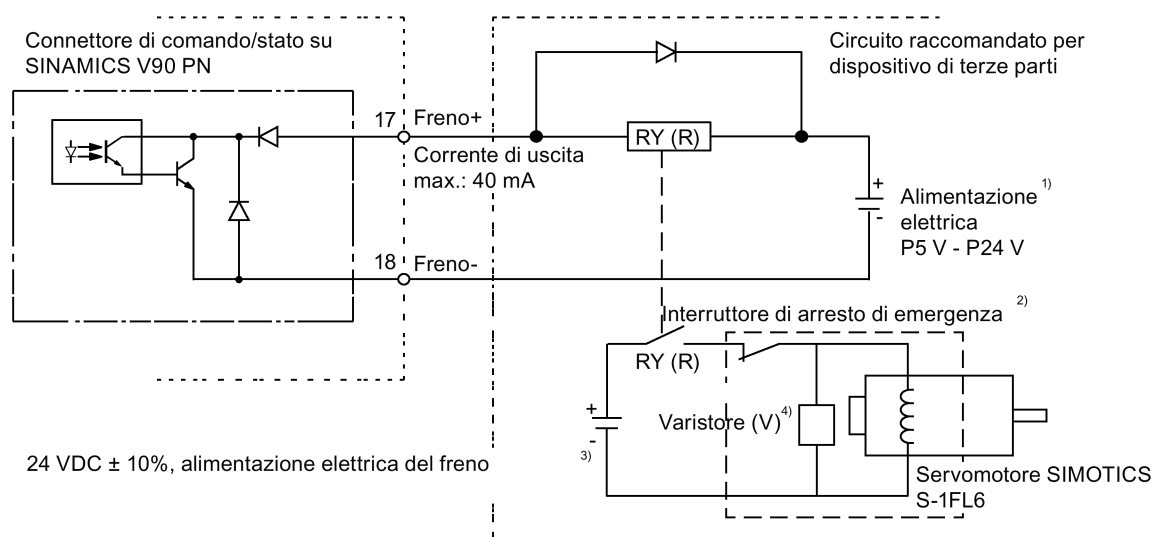 Connettore di comando/stato su
SINAMICS V90 PN
Circuito raccomandato per
dispositivo di terze parti
17
Freno+
RY (R)
Corrente di uscita
max.: 40 mA
+
-
Alimentazione 1)
elettrica
P5 V - P24 V
18
Freno-
Interruttore di arresto di emergenza 2)
RY (R)
+
-
3)
Varistore (V) 4)
24 VDC ± 10%, alimentazione elettrica del freno
Servomotore SIMOTICS
S-1FL6